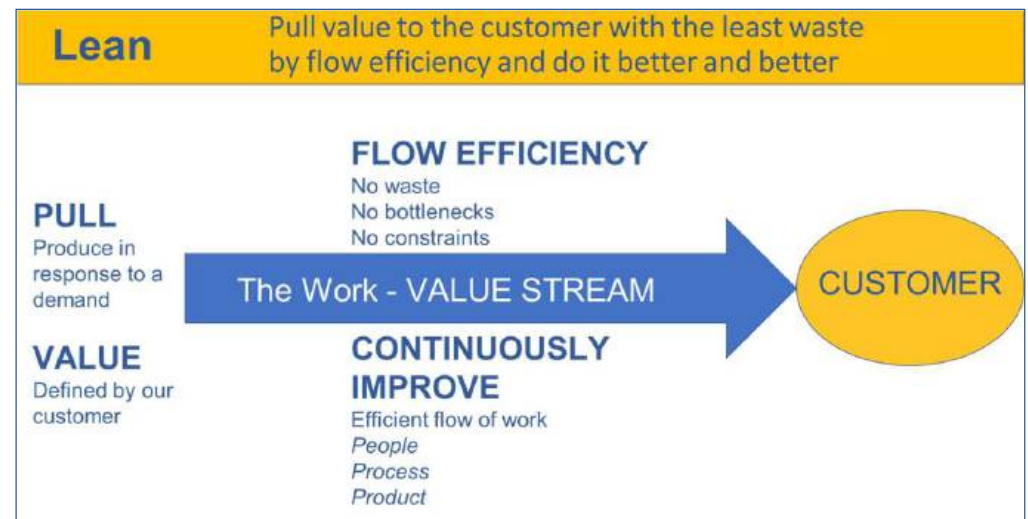 Lean
Pull value to the customer with the least waste
by flow efficiency and do it better and better
PULL
Produce in
response to a
demand
VALUE
Defined by our
customer
FLOW EFFICIENCY
No waste
No bottlenecks
No constraints
The Work - VALUE STREAM
CONTINUOUSLY
IMPROVE
Efficient flow of work
People
Process
Product
CUSTOMER